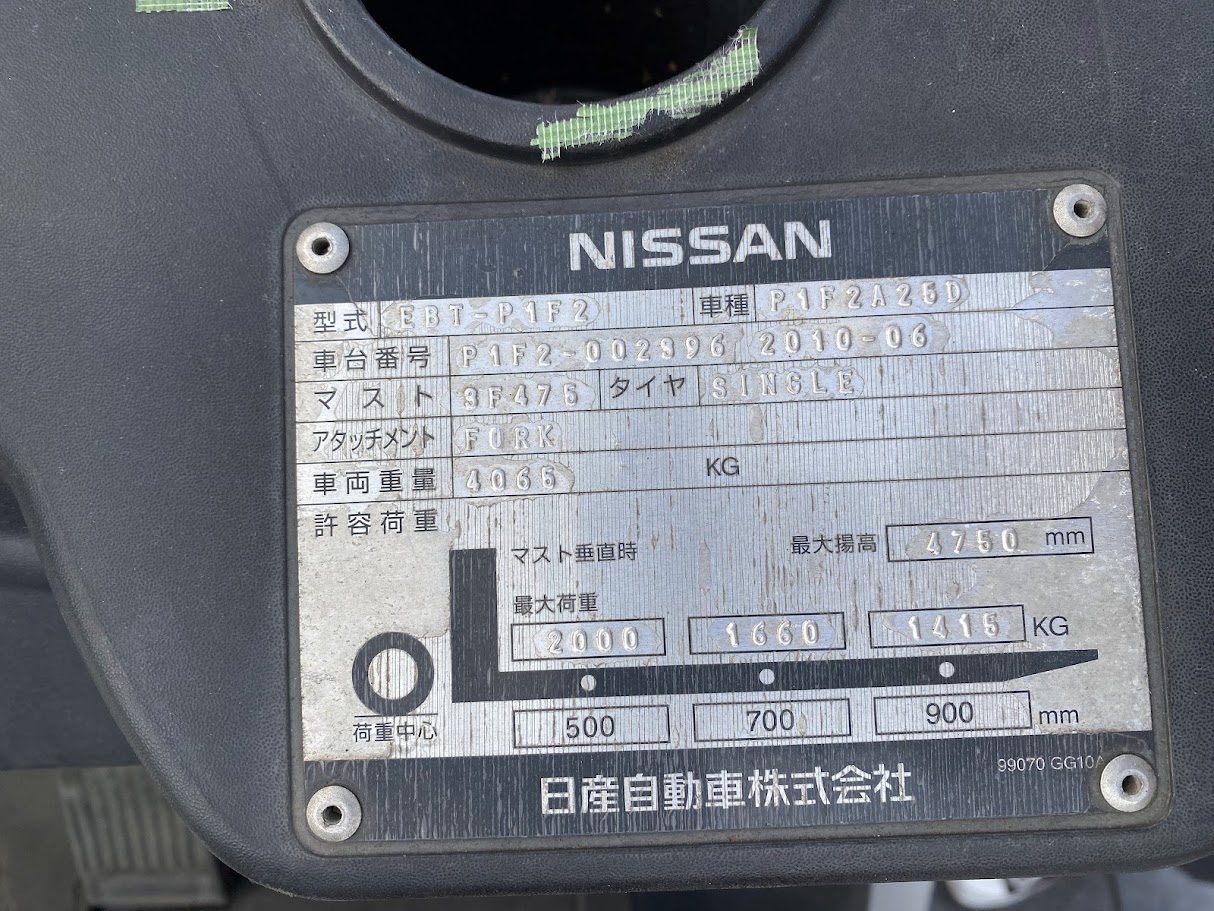 NISSAN
型式 EBT-P1F2 車種 P1F2A25D
車台番号 P1F2-002896 2010-06
マスト 3F475 タイヤ SINGLE
アタッチメント FORK
車両重量 4065 KG
許容荷重
マスト垂直時 最大揚高 4750 mm
最大荷重
2000 1660 1415 KG
荷重中心 500 700 900 mm
99070 GG10A
日産自動車株式会社